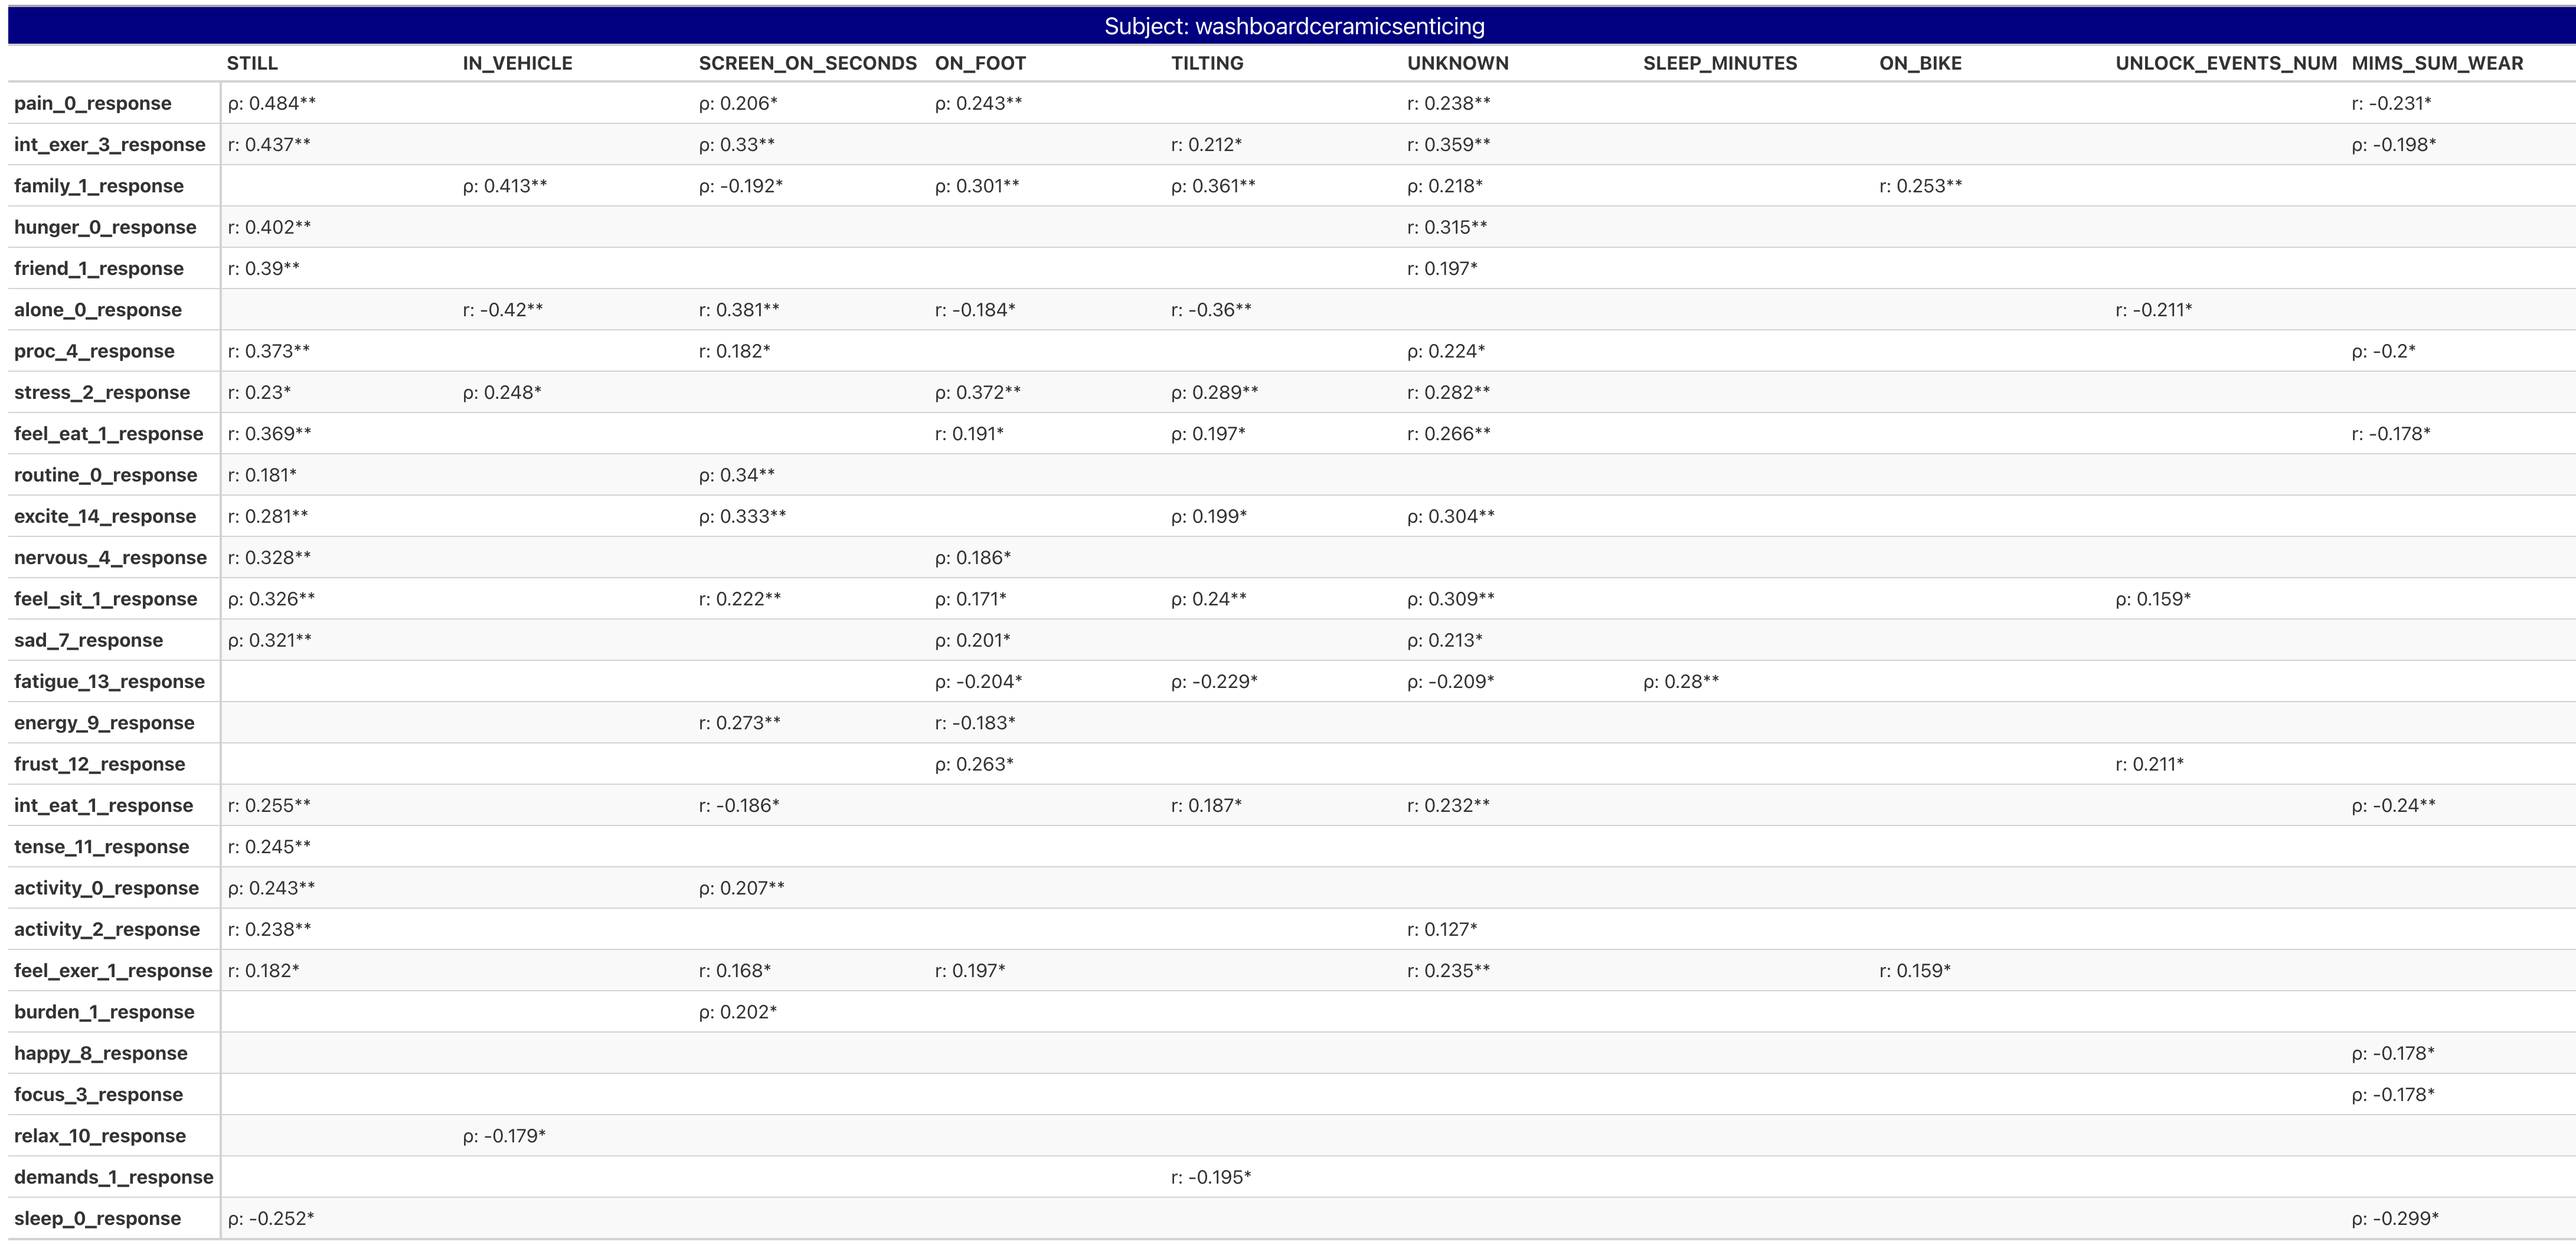 Subject: washboardceramicsenticing
STILL IN_VEHICLE SCREEN_ON_SECONDS ON_FOOT TILTING UNKNOWN SLEEP_MINUTES ON_BIKE UNLOCK_EVENTS_NUM MIMS_SUM_WEAR
pain_0_response ρ: 0.484** ρ: 0.206* ρ: 0.243** r: 0.238** r: -0.231*
int_exer_3_response r: 0.437** ρ: 0.33** r: 0.212* r: 0.359** ρ: -0.198*
family_1_response ρ: 0.413** ρ: -0.192* ρ: 0.301** ρ: 0.361** ρ: 0.218* r: 0.253**
hunger_0_response r: 0.402** r: 0.315**
friend_1_response r: 0.39** r: 0.197*
alone_0_response r: -0.42** r: 0.381** r: -0.184* r: -0.36** r: -0.211*
proc_4_response r: 0.373** r: 0.182* ρ: 0.224* ρ: -0.2*
stress_2_response r: 0.23* ρ: 0.248* ρ: 0.372** ρ: 0.289** r: 0.282**
feel_eat_1_response r: 0.369** r: 0.191* ρ: 0.197* r: 0.266** r: -0.178*
routine_0_response r: 0.181* ρ: 0.34**
excite_14_response r: 0.281** ρ: 0.333** ρ: 0.199* ρ: 0.304**
nervous_4_response r: 0.328** ρ: 0.186*
feel_sit_1_response ρ: 0.326** r: 0.222** ρ: 0.171* ρ: 0.24** ρ: 0.309** ρ: 0.159*
sad_7_response ρ: 0.321** ρ: 0.201* ρ: 0.213*
fatigue_13_response ρ: -0.204* ρ: -0.229* ρ: -0.209* ρ: 0.28**
energy_9_response r: 0.273** r: -0.183*
frust_12_response ρ: 0.263* r: 0.211*
int_eat_1_response r: 0.255** r: -0.186* r: 0.187* r: 0.232** ρ: -0.24**
tense_11_response r: 0.245**
activity_0_response ρ: 0.243** ρ: 0.207**
activity_2_response r: 0.238** r: 0.127*
feel_exer_1_response r: 0.182* r: 0.168* r: 0.197* r: 0.235** r: 0.159*
burden_1_response ρ: 0.202*
happy_8_response ρ: -0.178*
focus_3_response ρ: -0.178*
relax_10_response ρ: -0.179*
demands_1_response r: -0.195*
sleep_0_response ρ: -0.252* ρ: -0.299*